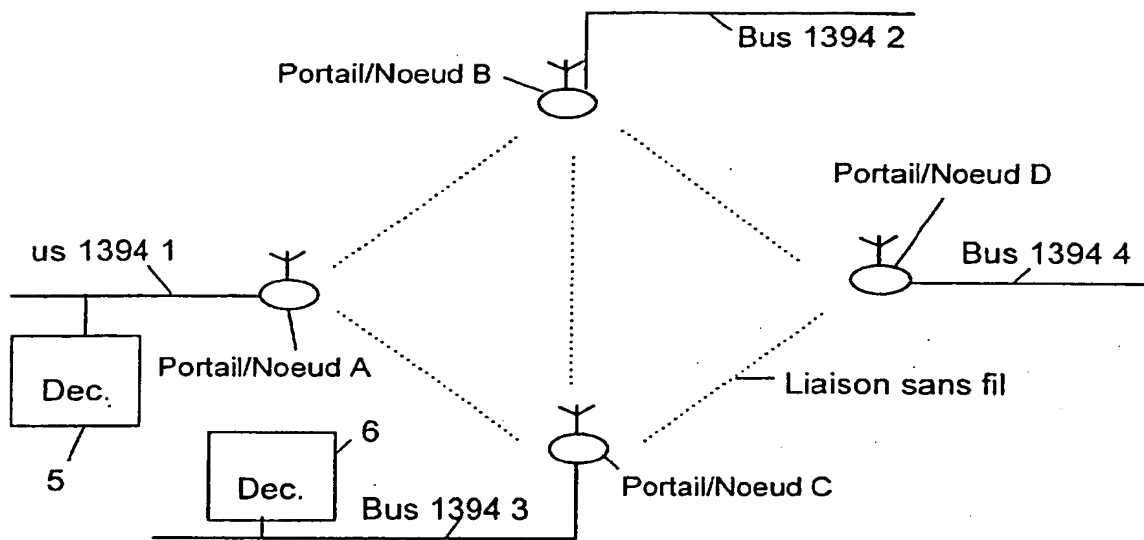 Bus 1394 2
Portail/Noeud B
Portail/Noeud D
us 1394 1
Bus 1394 4
Portail/Noeud A
Liaison sans fil
Dec.
5
6
Dec.
Portail/Noeud C
Bus 1394 3